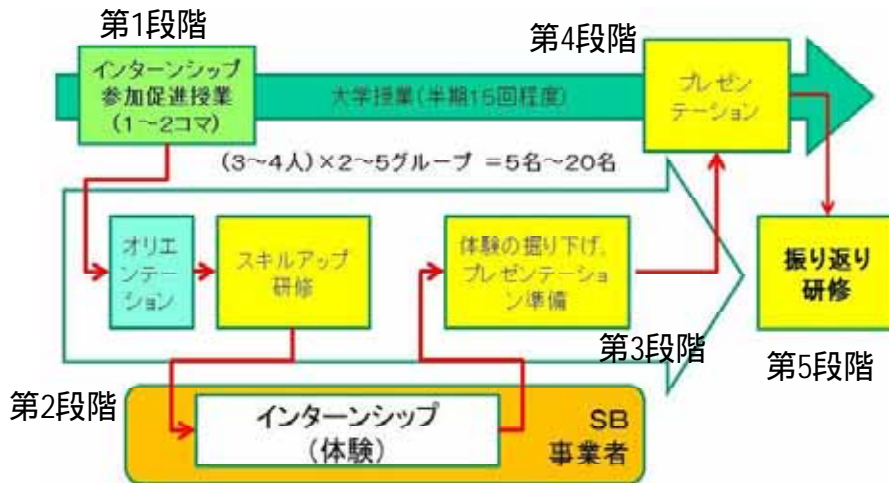 第1段階
インターンシップ
参加促進授業
(1～2コマ)
大学授業(半期15回程度)
第4段階
プレゼン
テーション
(3～4人)×2～5グループ =5名～20名
オリエ
ンテー
ション
スキルアップ
研修
体験の掘り下げ、
プレゼンテーショ
ン準備
第3段階
振り返り
研修
第5段階
第2段階
インターンシップ
(体験)
SB
事業者